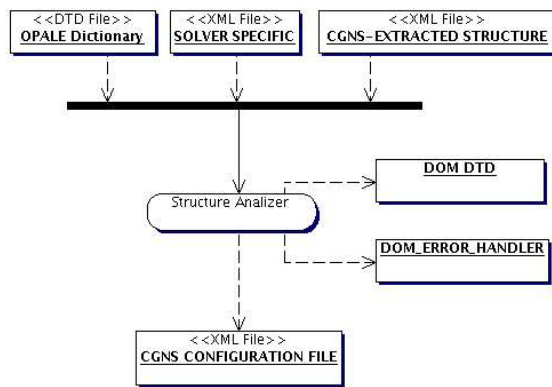 <<DTD File>>
OPALE Dictionary
<<XML File>>
SOLVER SPECIFIC
<<XML File>>
CGNS-EXTRACTED STRUCTURE
DOM DTD
Structure Analizer
DOM_ERROR_HANDLER
<<XML File>>
CGNS CONFIGURATION FILE